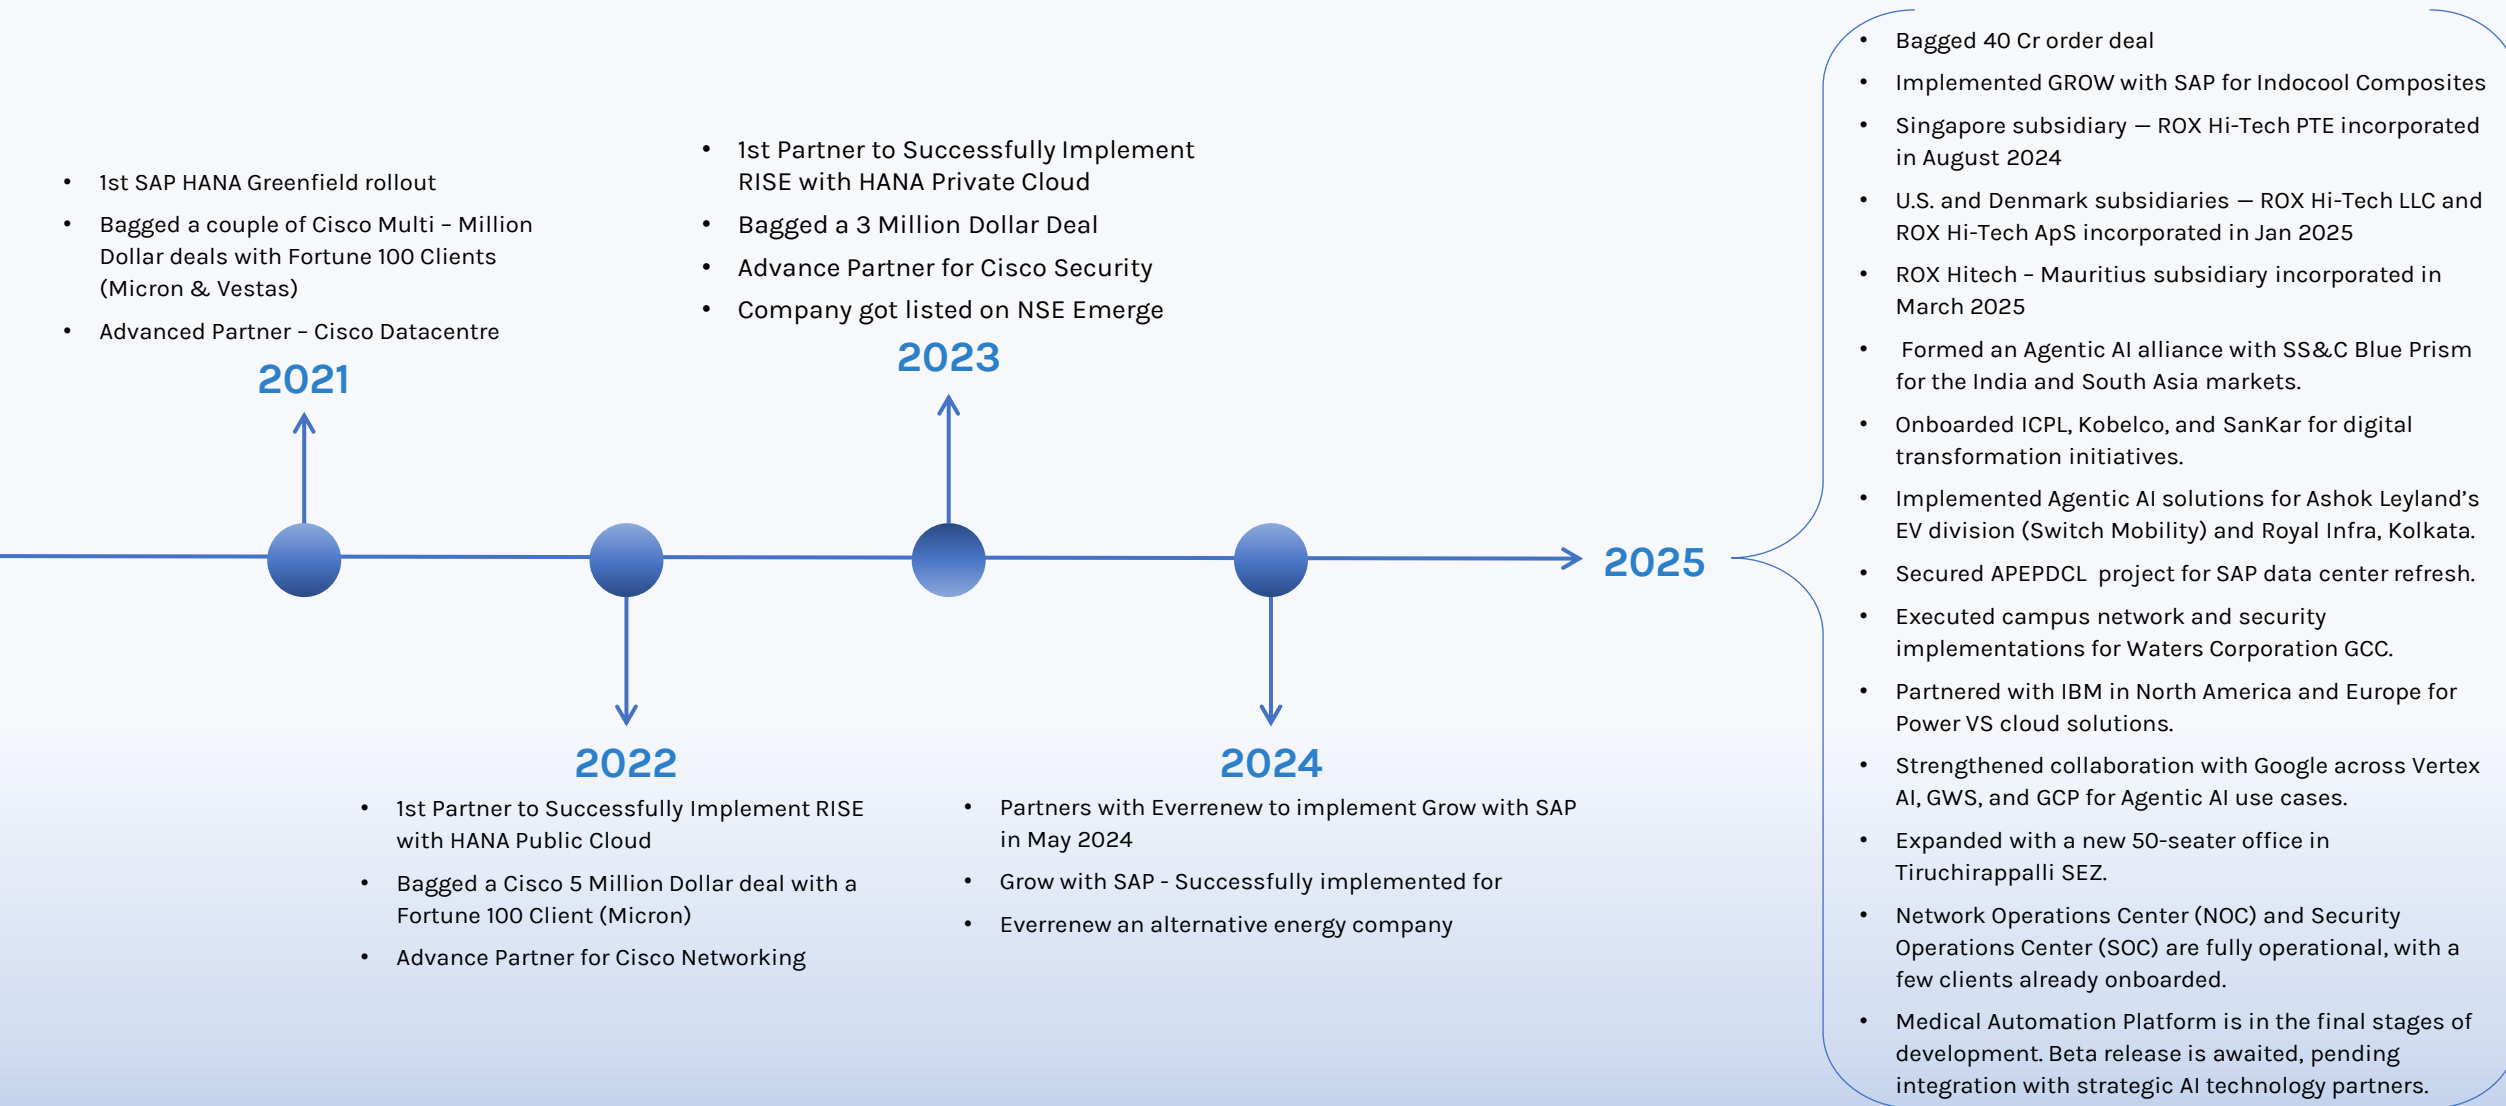 • 1st SAP HANA Greenfield rollout
• Bagged a couple of Cisco Multi – Million
Dollar deals with Fortune 100 Clients
(Micron & Vestas)
• Advanced Partner – Cisco Datacentre
2021
• 1st Partner to Successfully Implement RISE
with HANA Public Cloud
• Bagged a Cisco 5 Million Dollar deal with a
Fortune 100 Client (Micron)
• Advance Partner for Cisco Networking
2022
• 1st Partner to Successfully Implement
RISE with HANA Private Cloud
• Bagged a 3 Million Dollar Deal
• Advance Partner for Cisco Security
• Company got listed on NSE Emerge
2023
2024
• Partners with Everrenew to implement Grow with SAP
in May 2024
• Grow with SAP - Successfully implemented for
• Everrenew an alternative energy company
2025
• Bagged 40 Cr order deal
• Implemented GROW with SAP for Indocool Composites
• Singapore subsidiary — ROX Hi-Tech PTE incorporated
in August 2024
• U.S. and Denmark subsidiaries — ROX Hi-Tech LLC and
ROX Hi-Tech ApS incorporated in Jan 2025
• ROX Hitech – Mauritius subsidiary incorporated in
March 2025
• Formed an Agentic AI alliance with SS&C Blue Prism
for the India and South Asia markets.
• Onboarded ICPL, Kobelco, and SanKar for digital
transformation initiatives.
• Implemented Agentic AI solutions for Ashok Leyland’s
EV division (Switch Mobility) and Royal Infra, Kolkata.
• Secured APEPDCL project for SAP data center refresh.
• Executed campus network and security
implementations for Waters Corporation GCC.
• Partnered with IBM in North America and Europe for
Power VS cloud solutions.
• Strengthened collaboration with Google across Vertex
AI, GWS, and GCP for Agentic AI use cases.
• Expanded with a new 50-seater office in
Tiruchirappalli SEZ.
• Network Operations Center (NOC) and Security
Operations Center (SOC) are fully operational, with a
few clients already onboarded.
• Medical Automation Platform is in the final stages of
development. Beta release is awaited, pending
integration with strategic AI technology partners.